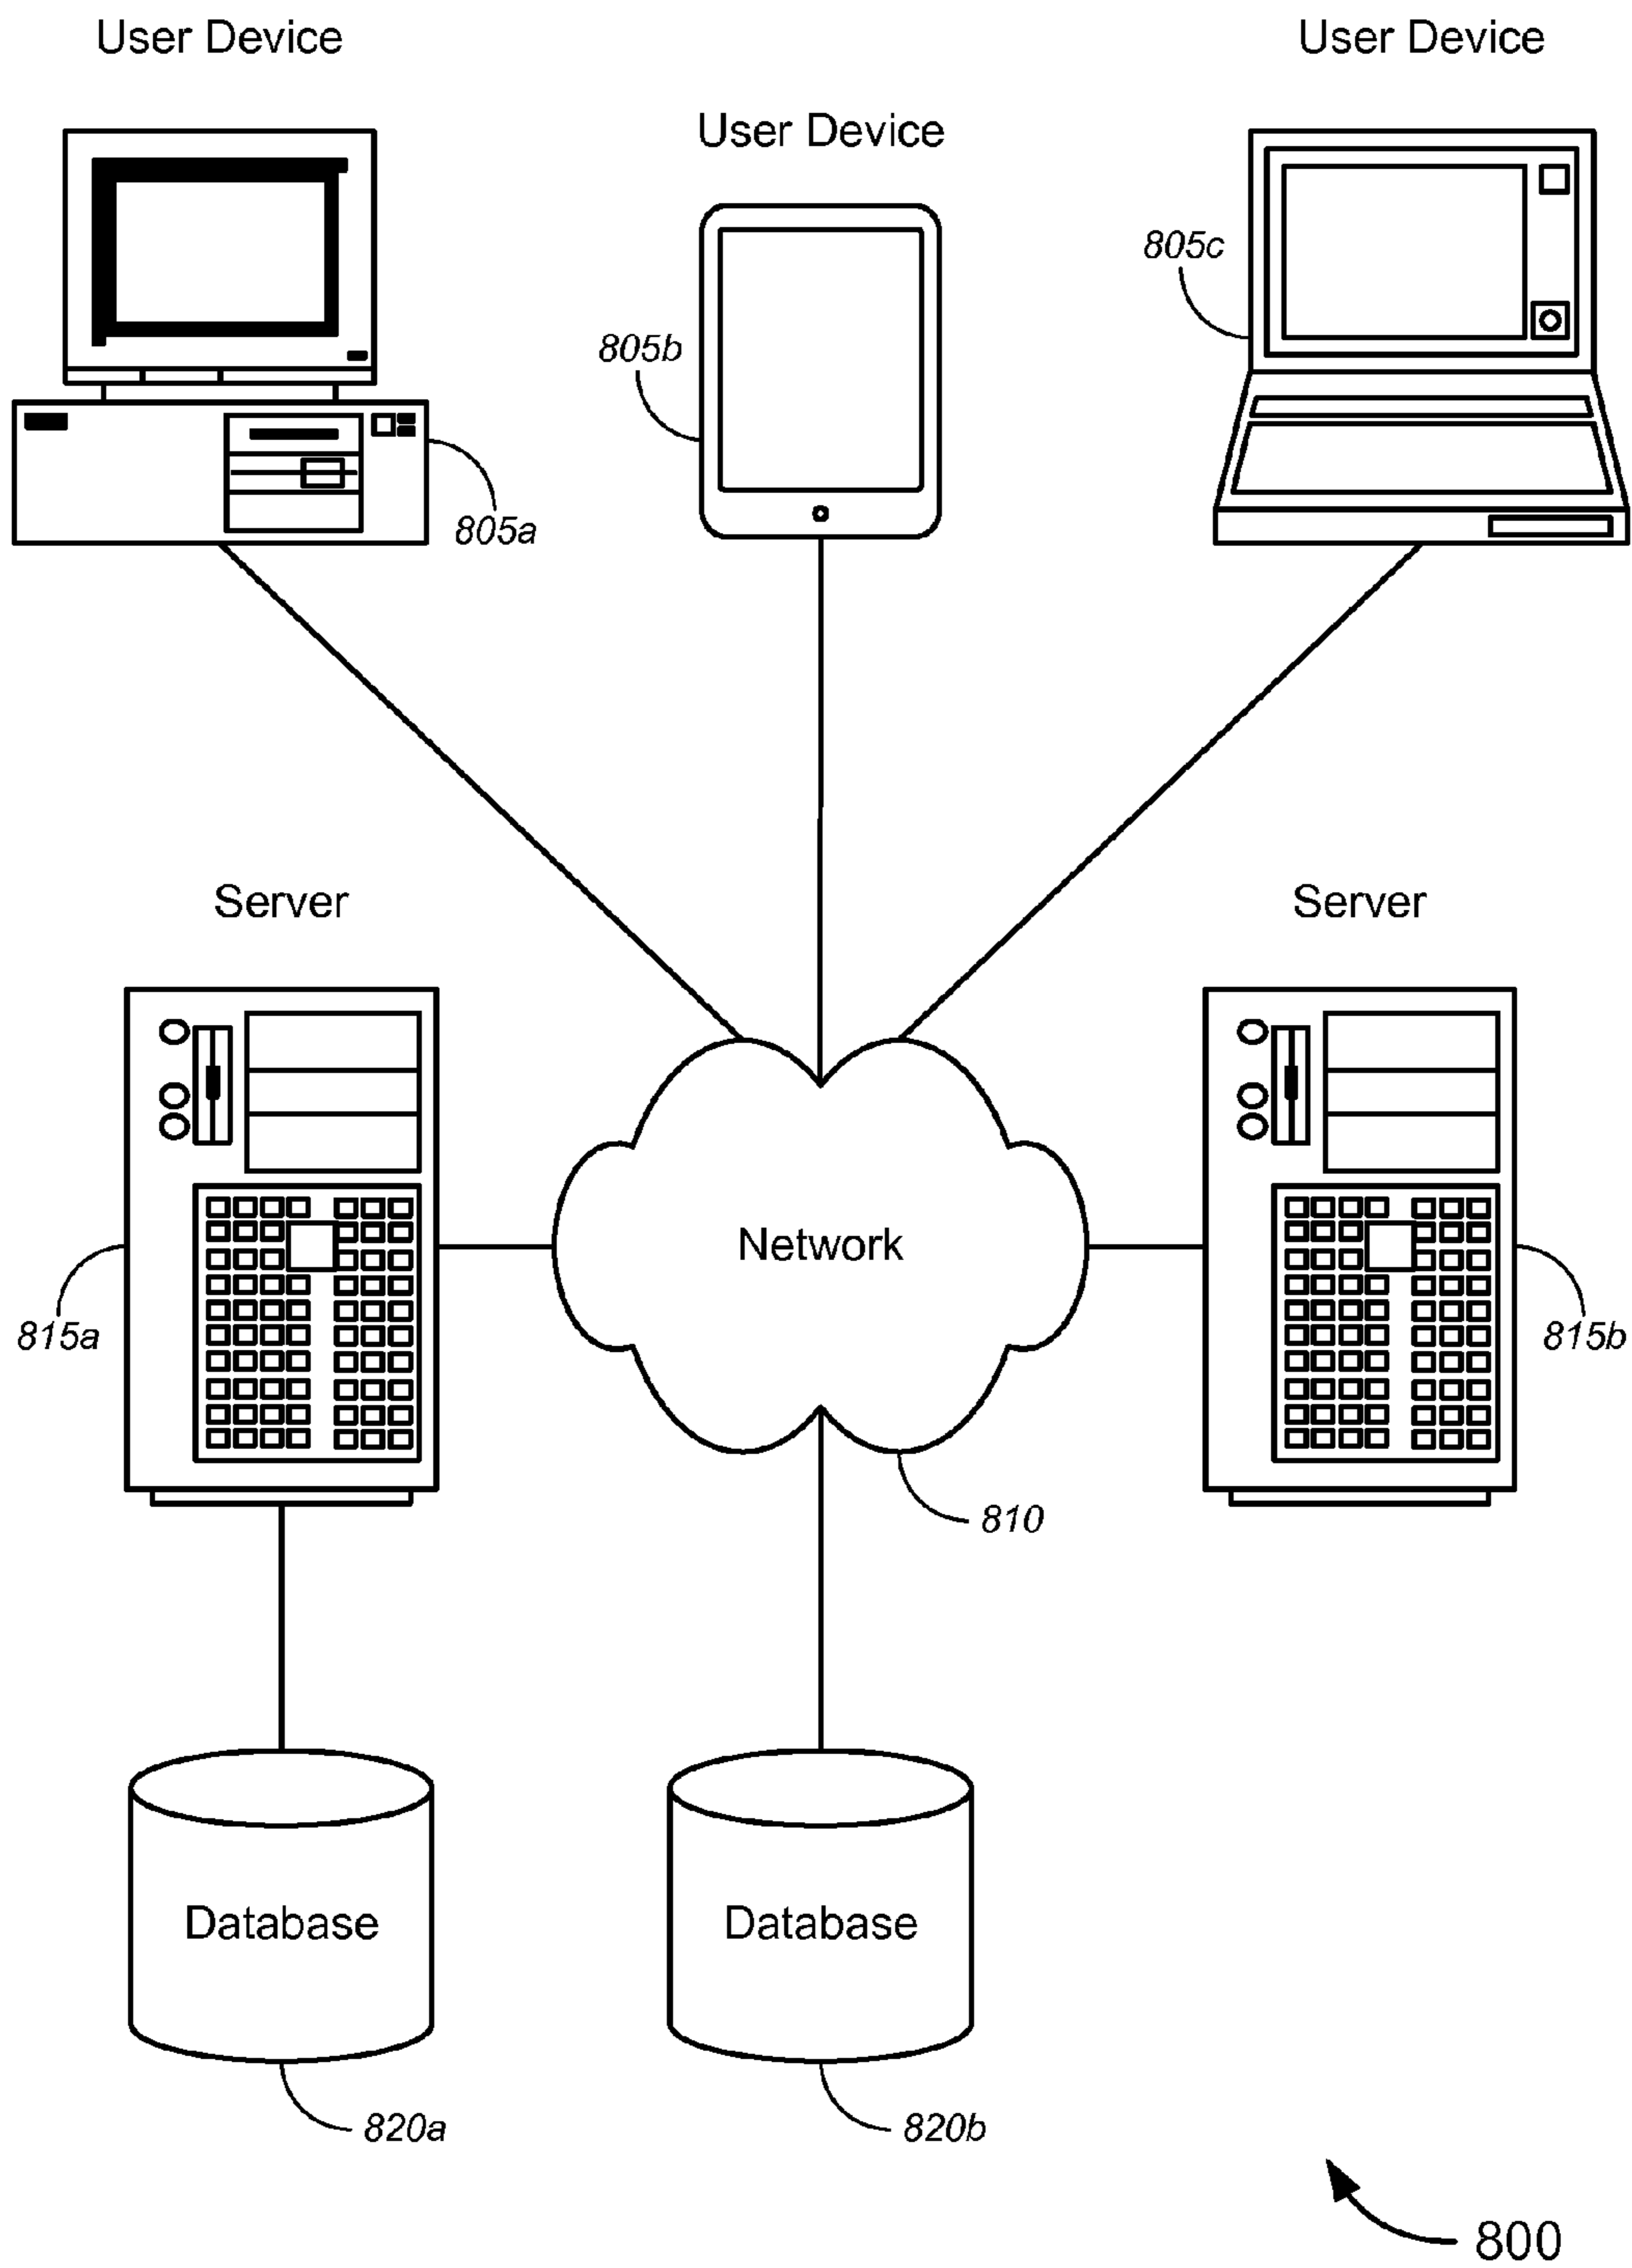 User Device
User Device
User Device
805c
805b
805a
Server
Server
Network
815a
815b
810
Database
Database
820a
820b
800